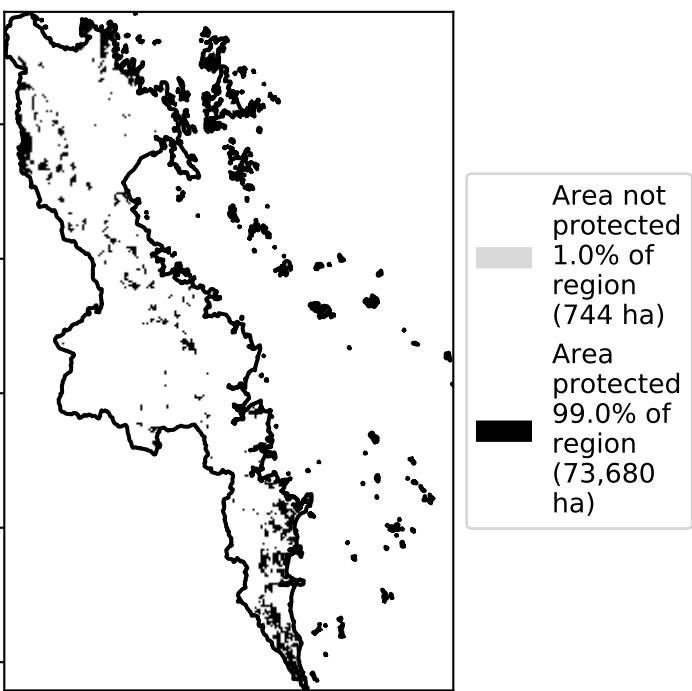 Area not
protected
1.0% of
region
(744 ha)
Area
protected
99.0% of
region
(73,680
ha)